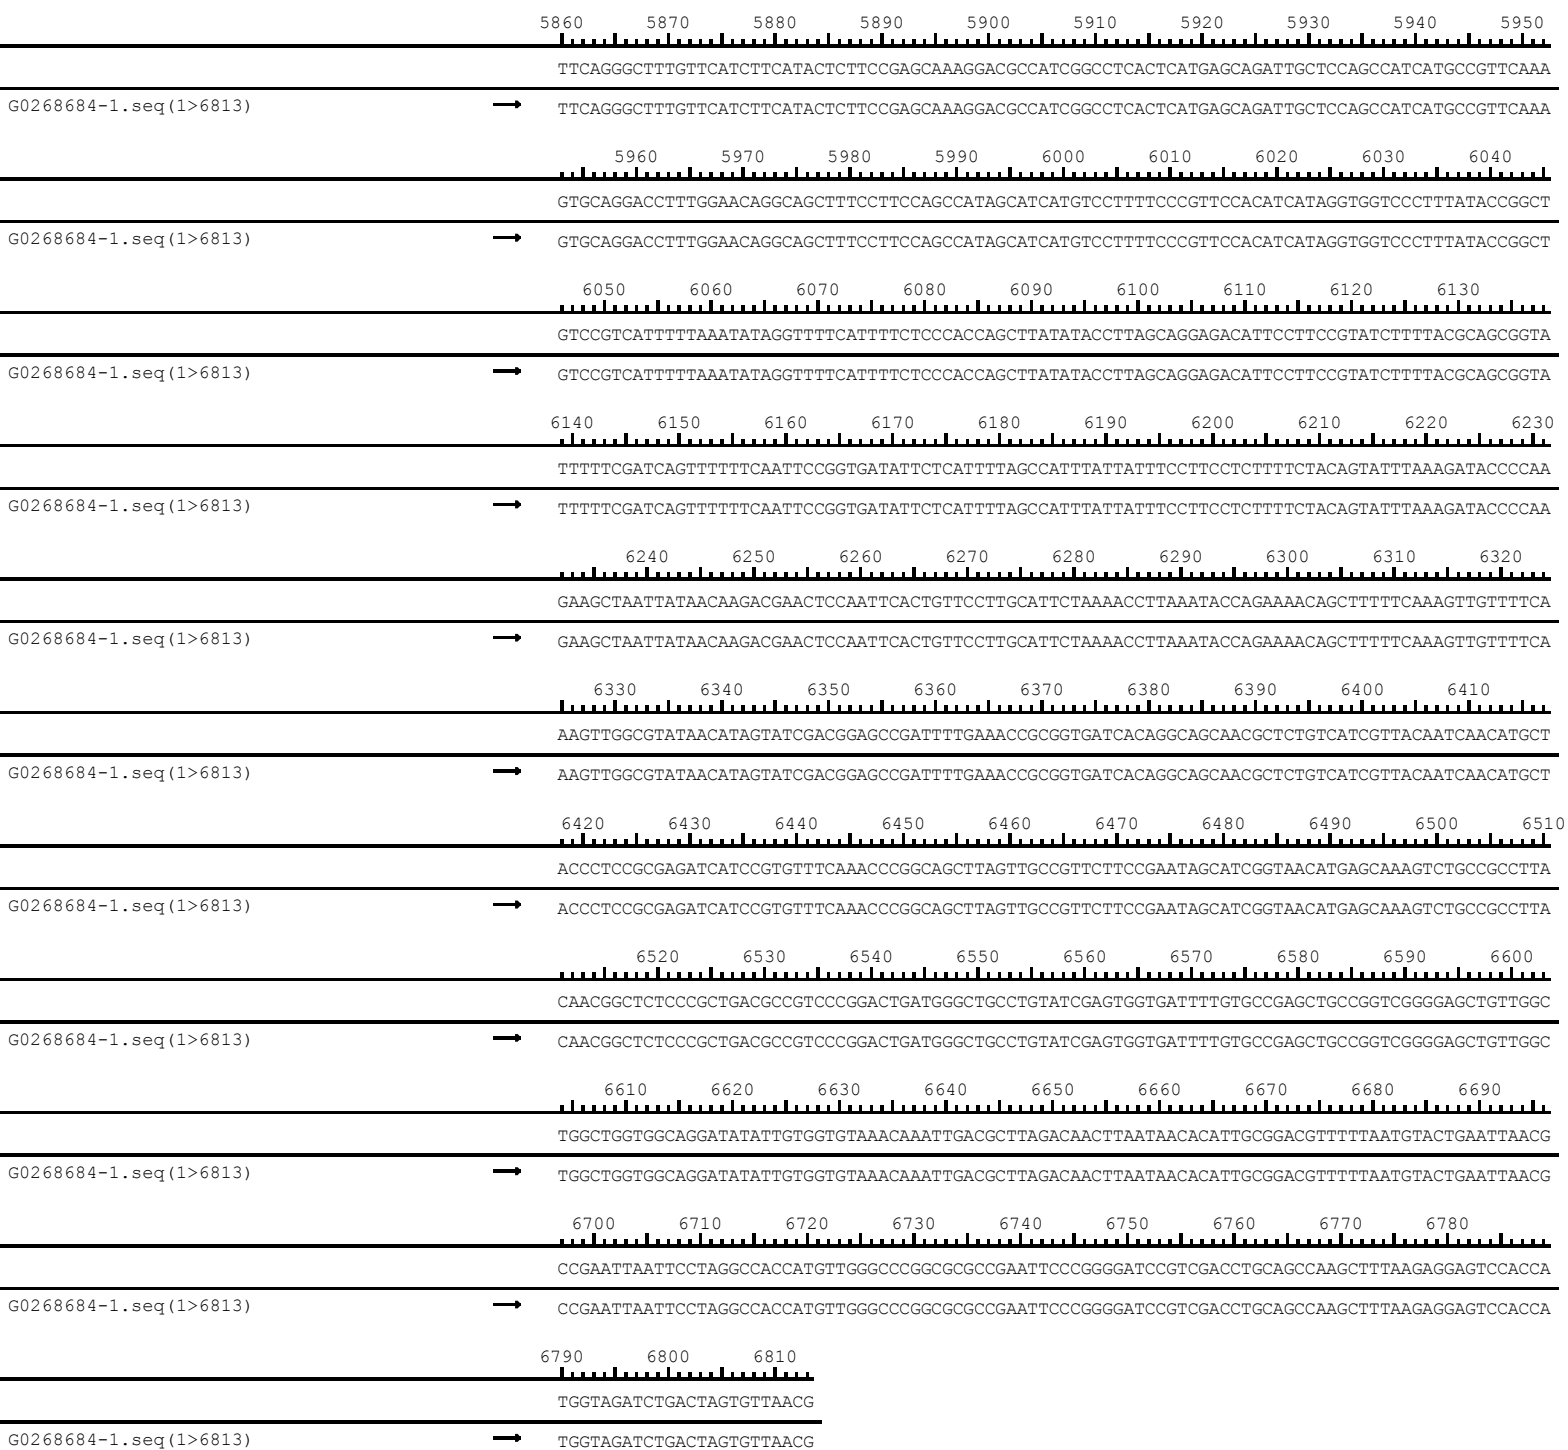 5860 5870 5880 5890 5900 5910 5920 5930 5940 5950
TTCAGGGCTTTGTTCATCTTCATACTCTTCCGAGCAAAGGACGCCATCGGCCTCACTCATGAGCAGATTGCTCCAGCCATCATGCCGTTCAAA
G0268684-1.seq(1>6813) → TTCAGGGCTTTGTTCATCTTCATACTCTTCCGAGCAAAGGACGCCATCGGCCTCACTCATGAGCAGATTGCTCCAGCCATCATGCCGTTCAAA
5960 5970 5980 5990 6000 6010 6020 6030 6040
GTGCAGGACCTTTGGAACAGGCAGCTTTCCTTCCAGCCATAGCATCATGTCCTTTTCCCGTTCCACATCATAGGTGGTCCCTTTATACCGGCT
G0268684-1.seq(1>6813) → GTGCAGGACCTTTGGAACAGGCAGCTTTCCTTCCAGCCATAGCATCATGTCCTTTTCCCGTTCCACATCATAGGTGGTCCCTTTATACCGGCT
6050 6060 6070 6080 6090 6100 6110 6120 6130
GTCCGTCATTTTTAAATATAGGTTTTCATTTTCTCCCACCAGCTTATATACCTTAGCAGGAGACATTCCTTCCGTATCTTTTACGCAGCGGTA
G0268684-1.seq(1>6813) → GTCCGTCATTTTTAAATATAGGTTTTCATTTTCTCCCACCAGCTTATATACCTTAGCAGGAGACATTCCTTCCGTATCTTTTACGCAGCGGTA
6140 6150 6160 6170 6180 6190 6200 6210 6220 6230
TTTTTCGATCAGTTTTTTCAATTCCGGTGATATTCTCATTTTAGCCATTTATTATTTCCTTCCTCTTTTCTACAGTATTTAAAGATACCCCAA
G0268684-1.seq(1>6813) → TTTTTCGATCAGTTTTTTCAATTCCGGTGATATTCTCATTTTAGCCATTTATTATTTCCTTCCTCTTTTCTACAGTATTTAAAGATACCCCAA
6240 6250 6260 6270 6280 6290 6300 6310 6320
GAAGCTAATTATAACAAGACGAACTCCAATTCACTGTTCCTTGCATTCTAAAACCTTAAATACCAGAAAACAGCTTTTTCAAAGTTGTTTTCA
G0268684-1.seq(1>6813) → GAAGCTAATTATAACAAGACGAACTCCAATTCACTGTTCCTTGCATTCTAAAACCTTAAATACCAGAAAACAGCTTTTTCAAAGTTGTTTTCA
6330 6340 6350 6360 6370 6380 6390 6400 6410
AAGTTGGCGTATAACATAGTATCGACGGAGCCGATTTTGAAACCGCGGTGATCACAGGCAGCAACGCTCTGTCATCGTTACAATCAACATGCT
G0268684-1.seq(1>6813) → AAGTTGGCGTATAACATAGTATCGACGGAGCCGATTTTGAAACCGCGGTGATCACAGGCAGCAACGCTCTGTCATCGTTACAATCAACATGCT
6420 6430 6440 6450 6460 6470 6480 6490 6500 6510
ACCCTCCGCGAGATCATCCGTGTTTCAAACCCGGCAGCTTAGTTGCCGTTCTTCCGAATAGCATCGGTAACATGAGCAAAGTCTGCCGCCTTA
G0268684-1.seq(1>6813) → ACCCTCCGCGAGATCATCCGTGTTTCAAACCCGGCAGCTTAGTTGCCGTTCTTCCGAATAGCATCGGTAACATGAGCAAAGTCTGCCGCCTTA
6520 6530 6540 6550 6560 6570 6580 6590 6600
CAACGGCTCTCCCGCTGACGCCGTCCCGGACTGATGGGCTGCCTGTATCGAGTGGTGATTTTGTGCCGAGCTGCCGGTCGGGGAGCTGTTGGC
G0268684-1.seq(1>6813) → CAACGGCTCTCCCGCTGACGCCGTCCCGGACTGATGGGCTGCCTGTATCGAGTGGTGATTTTGTGCCGAGCTGCCGGTCGGGGAGCTGTTGGC
6610 6620 6630 6640 6650 6660 6670 6680 6690
TGGCTGGTGGCAGGATATATTGTGGTGTAAACAAATTGACGCTTAGACAACTTAATAACACATTGCGGACGTTTTTAATGTACTGAATTAACG
G0268684-1.seq(1>6813) → TGGCTGGTGGCAGGATATATTGTGGTGTAAACAAATTGACGCTTAGACAACTTAATAACACATTGCGGACGTTTTTAATGTACTGAATTAACG
6700 6710 6720 6730 6740 6750 6760 6770 6780
CCGAATTAATTCCTAGGCCACCATGTTGGGCCCGGCGCGCCGAATTCCCGGGGATCCGTCGACCTGCAGCCAAGCTTTAAGAGGAGTCCACCA
G0268684-1.seq(1>6813) → CCGAATTAATTCCTAGGCCACCATGTTGGGCCCGGCGCGCCGAATTCCCGGGGATCCGTCGACCTGCAGCCAAGCTTTAAGAGGAGTCCACCA
6790 6800 6810
TGGTAGATCTGACTAGTGTTAACG
G0268684-1.seq(1>6813) → TGGTAGATCTGACTAGTGTTAACG